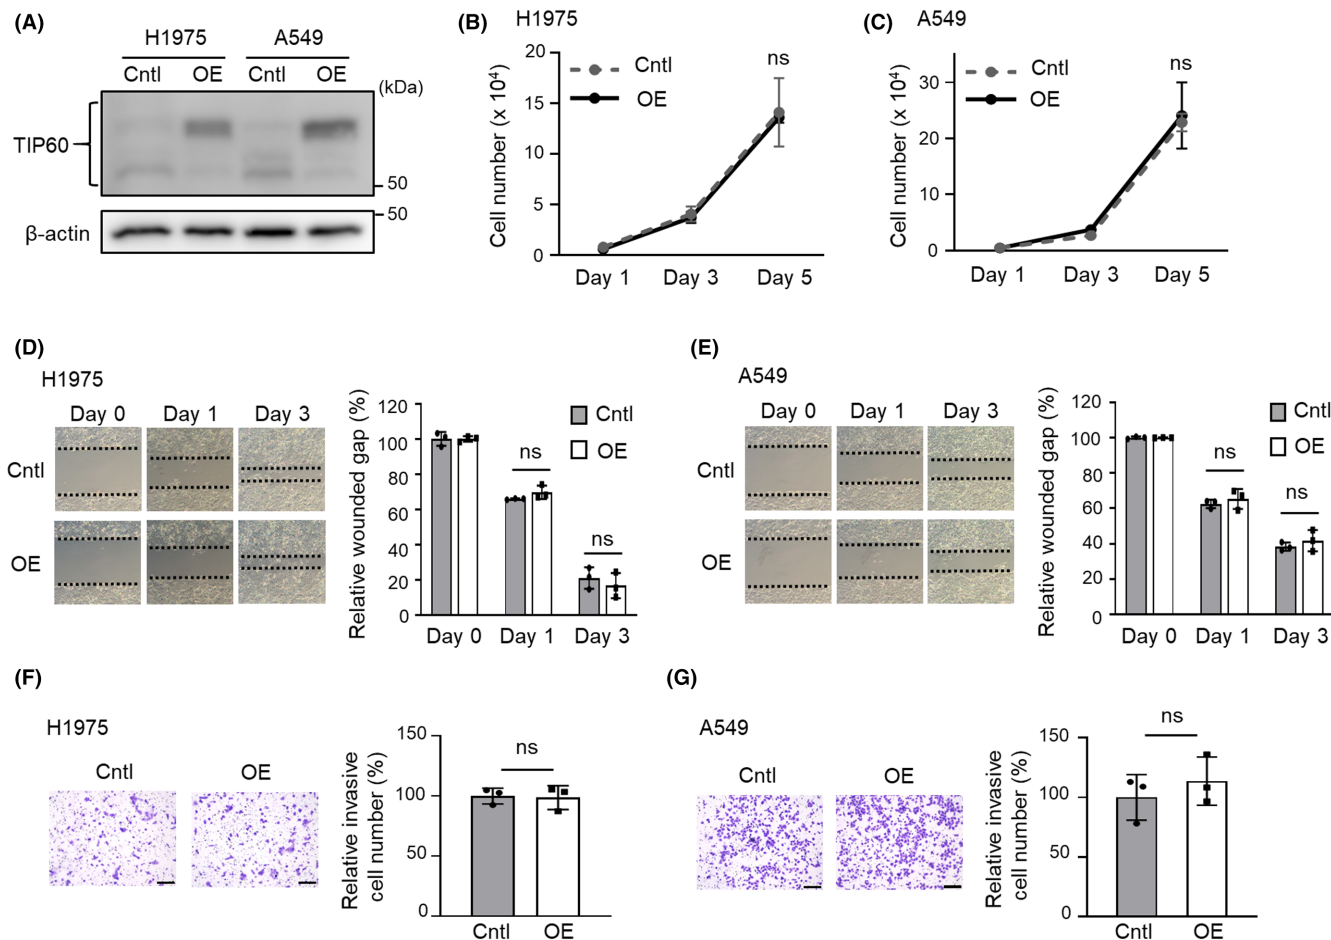 (A)
H1975 A549
Cntl OE Cntl OE
(kDa)
TIP60
50
50
β-actin
(B)
H1975
Cell number (x 10⁴)
20
15
10
5
0
Cntl
OE
ns
Day 1 Day 3 Day 5
(C)
A549
Cell number (x 10⁴)
30
20
10
0
Cntl
OE
ns
Day 1 Day 3 Day 5
(D)
H1975
Day 0 Day 1 Day 3
Cntl
OE
Relative wounded gap (%)
120
100
80
60
40
20
0
Cntl
OE
ns
ns
Day 0 Day 1 Day 3
(E)
A549
Day 0 Day 1 Day 3
Cntl
OE
Relative wounded gap (%)
120
100
80
60
40
20
0
Cntl
OE
ns
ns
Day 0 Day 1 Day 3
(F)
H1975
Cntl OE
Relative invasive
cell number (%)
150
100
50
0
ns
Cntl OE
(G)
A549
Cntl OE
Relative invasive
cell number (%)
150
100
50
0
ns
Cntl OE